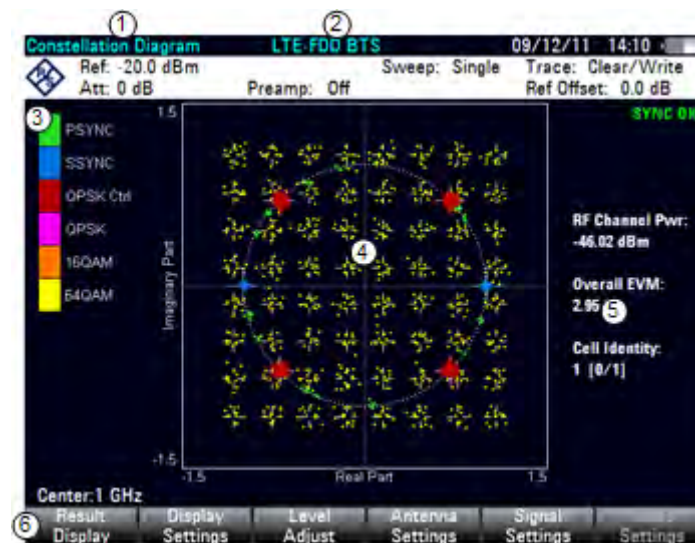 1 2
Constellation Diagram LTE-FDD BTS 09/12/11 14:10
Ref: -20.0 dBm Sweep: Single Trace: Clear/Write
Att: 0 dB Preamp: Off Ref Offset: 0.0 dB
SYNC OK
3
1.5
PSYNC
SSYNC
QPSK Ctrl
QPSK
16QAM
64QAM
Imaginary Part
4
RF Channel Pwr:
-46.02 dBm
Overall EVM:
2.95 5
Cell Identity:
1 [0/1]
-1.5
-1.5 Real Part 1.5
Center:1 GHz
6
Result Display Level Antenna Signal
Display Settings Adjust Settings Settings Settings